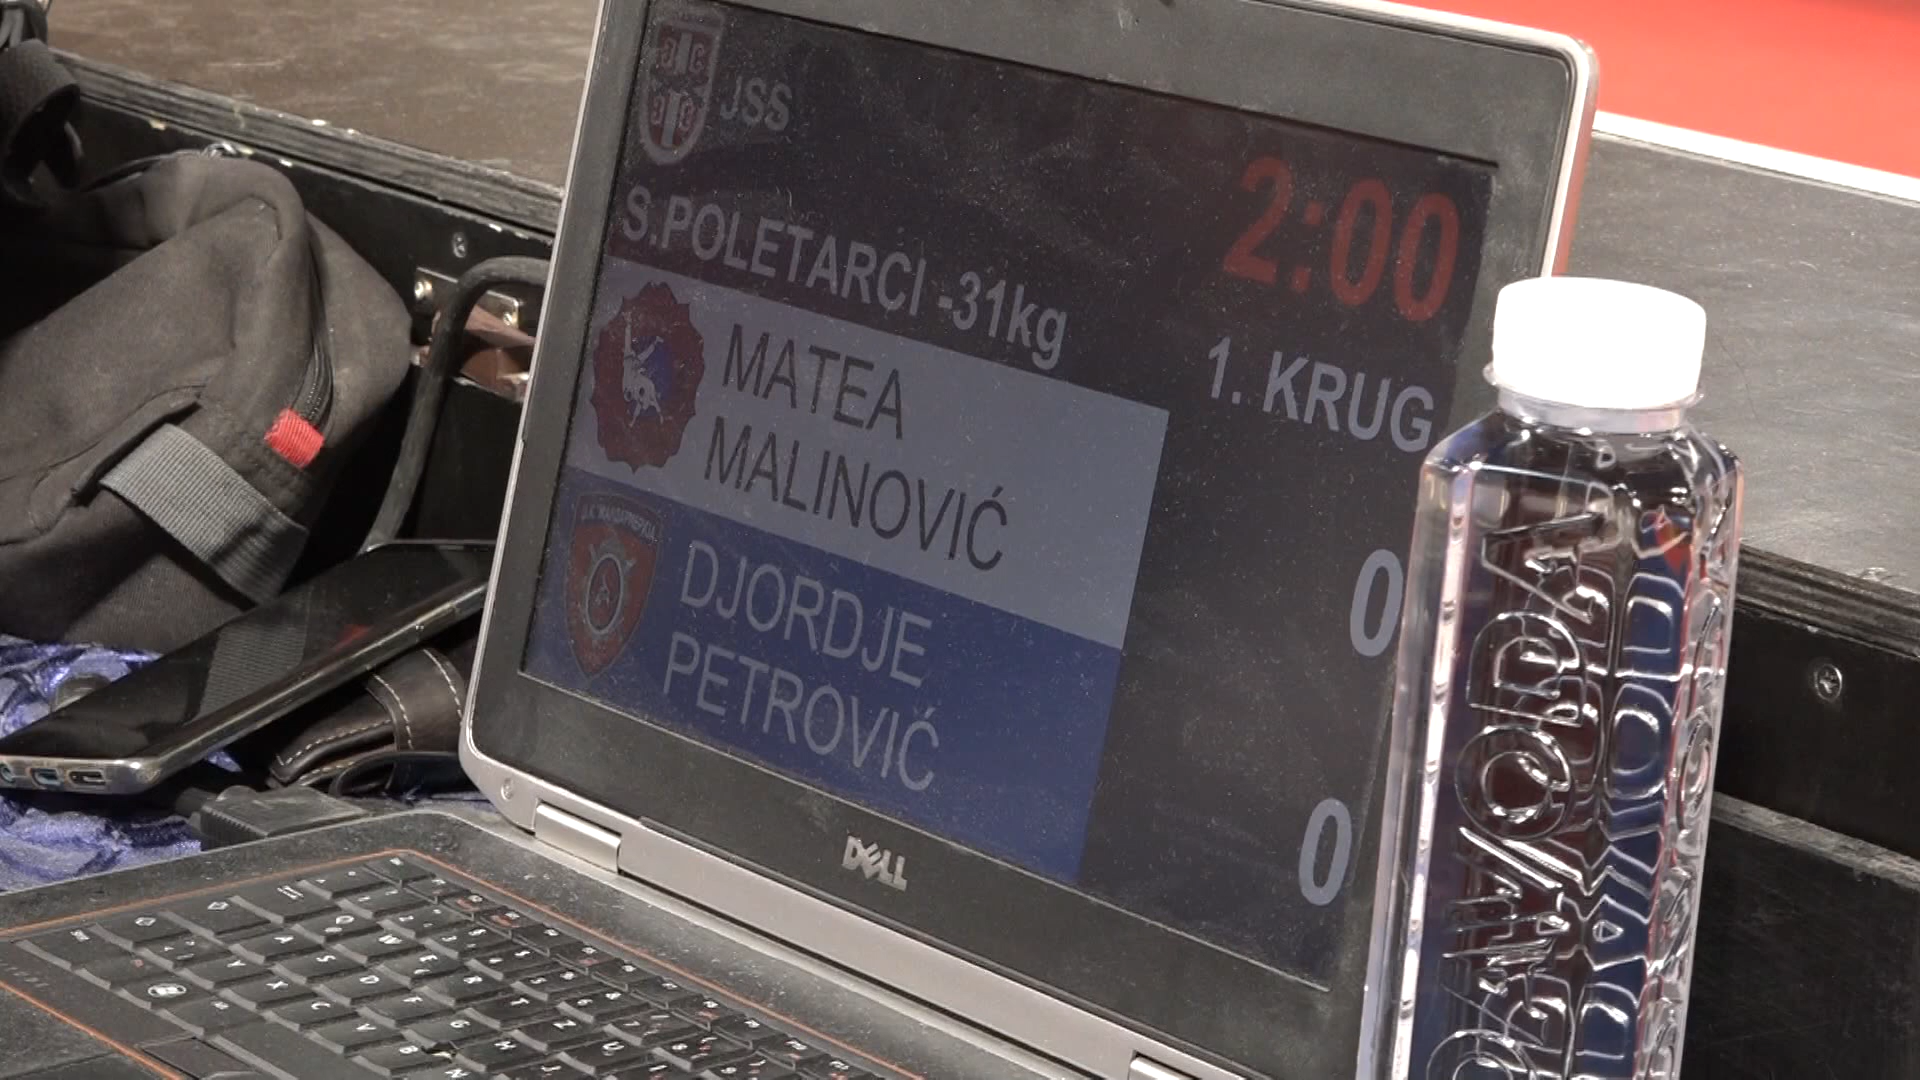 JSS
2:00
S.POLETARCI -31kg
1. KRUG
MATEA
MALINOVIĆ
0
DJORDJE
PETROVIĆ
0
DELL